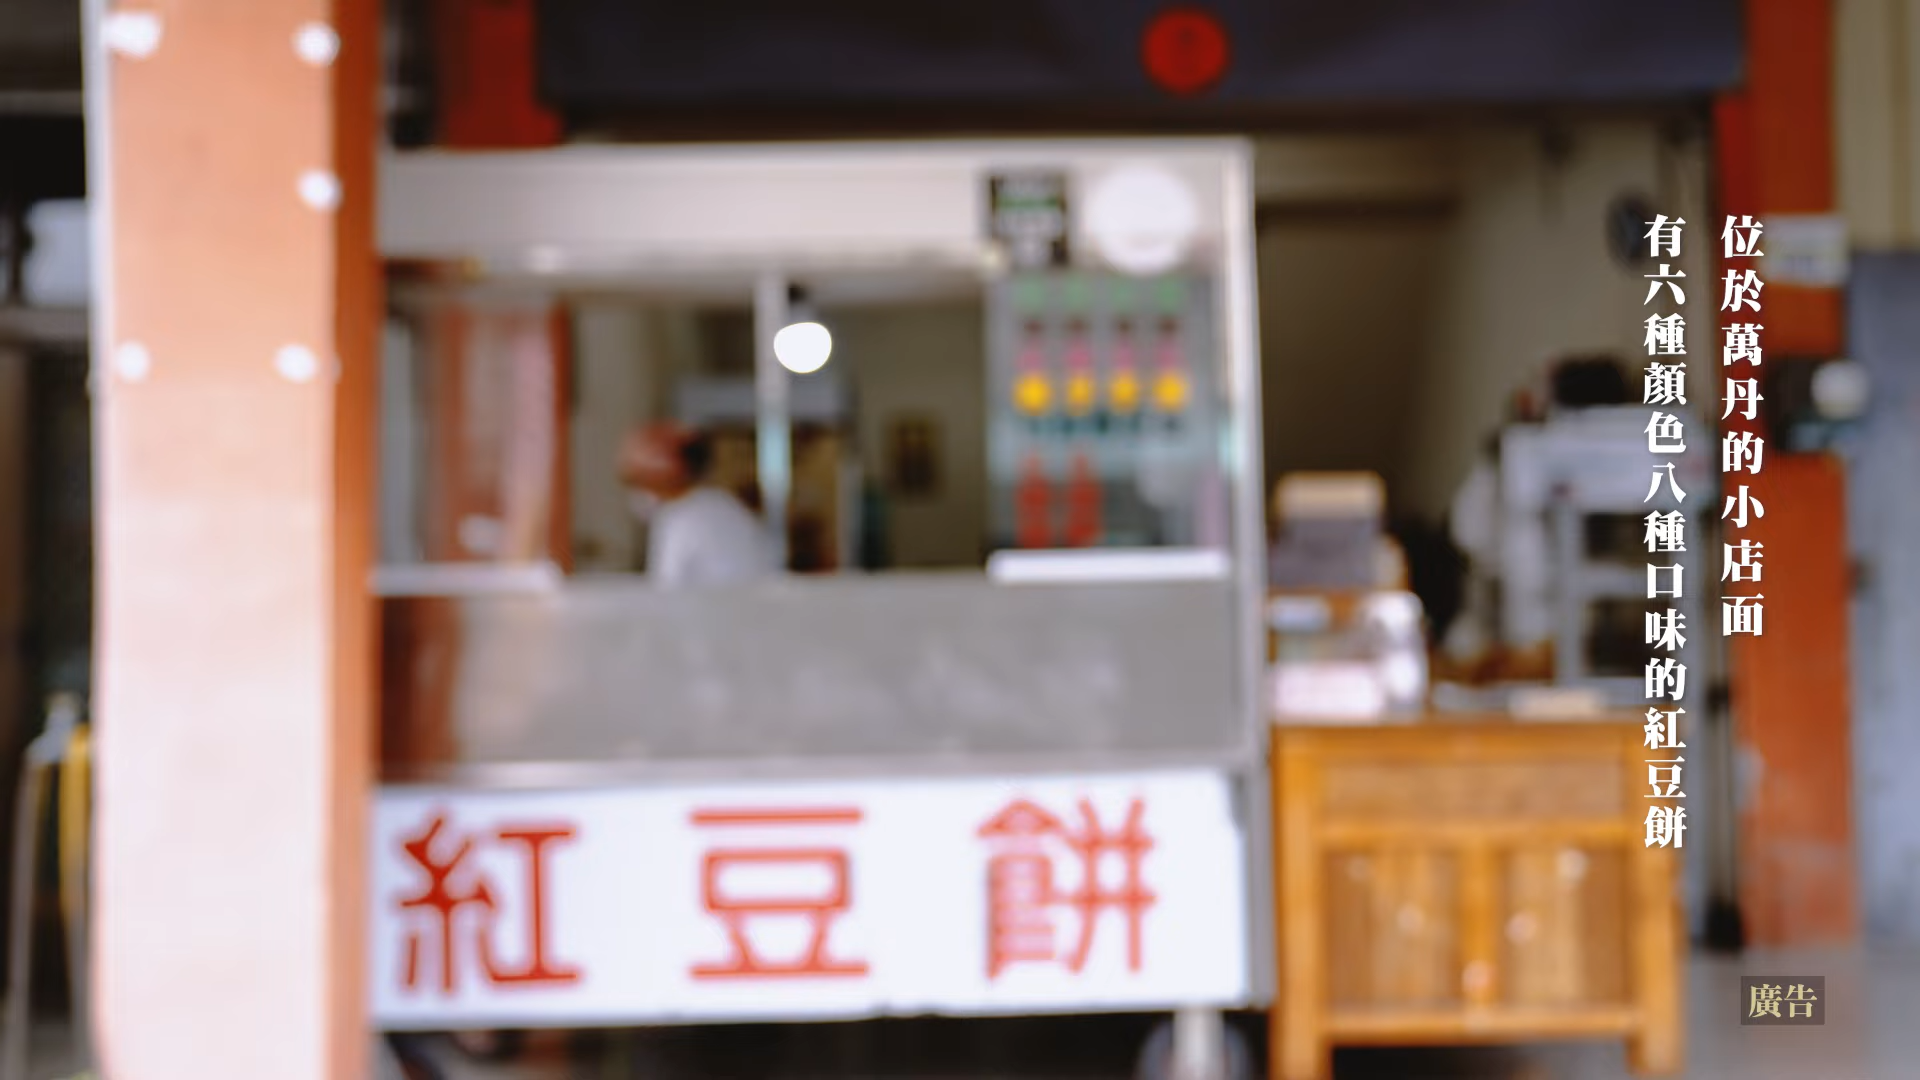 位於萬丹的小店面
有六種顏色八種口味的紅豆餅
紅豆餅
廣告